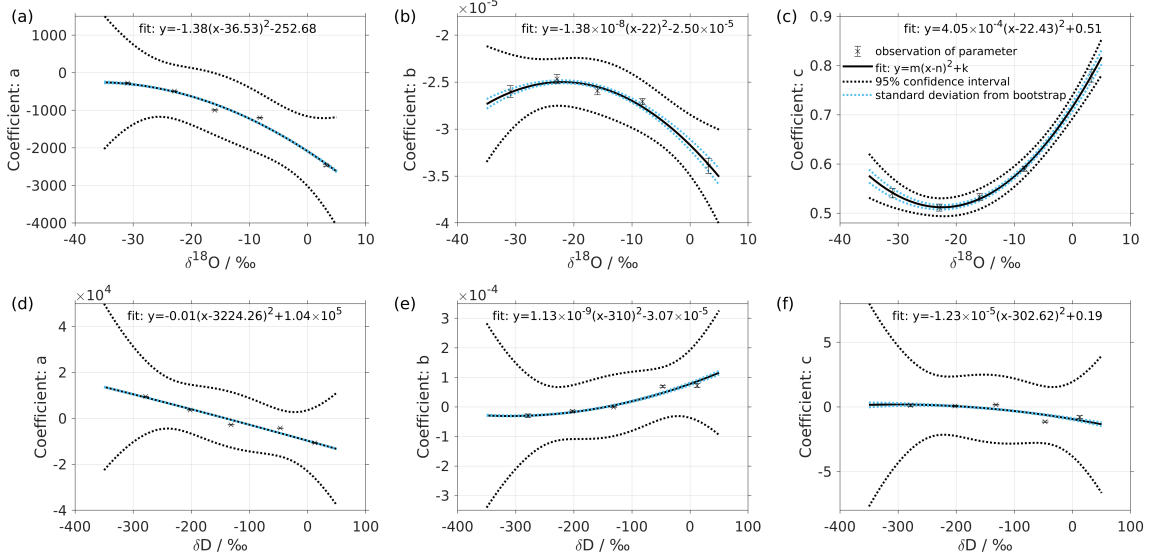 (a)
fit: y=-1.38(x-36.53)²-252.68
1000
0
-1000
-2000
-3000
-4000
Coefficient: a
-40 -30 -20 -10 0 10
δ¹⁸O / ‰
(b)
×10⁻⁵
fit: y=-1.38×10⁻⁸(x-22)²-2.50×10⁻⁵
-2
-2.5
-3
-3.5
-4
Coefficient: b
-40 -30 -20 -10 0 10
δ¹⁸O / ‰
(c)
fit: y=4.05×10⁻⁴(x-22.43)²+0.51
observation of parameter
fit: y=m(x-n)²+k
95% confidence interval
standard deviation from bootstrap
0.9
0.8
0.7
0.6
0.5
Coefficient: c
-40 -30 -20 -10 0 10
δ¹⁸O / ‰
(d)
×10⁴
fit: y=-0.01(x-3224.26)²+1.04×10⁵
4
2
0
-2
-4
Coefficient: a
-400 -300 -200 -100 0 100
δD / ‰
(e)
×10⁻⁴
fit: y=1.13×10⁻⁹(x-310)²-3.07×10⁻⁵
3
2
1
0
-1
-2
-3
Coefficient: b
-400 -300 -200 -100 0 100
δD / ‰
(f)
fit: y=-1.23×10⁻⁵(x-302.62)²+0.19
5
0
-5
Coefficient: c
-400 -300 -200 -100 0 100
δD / ‰